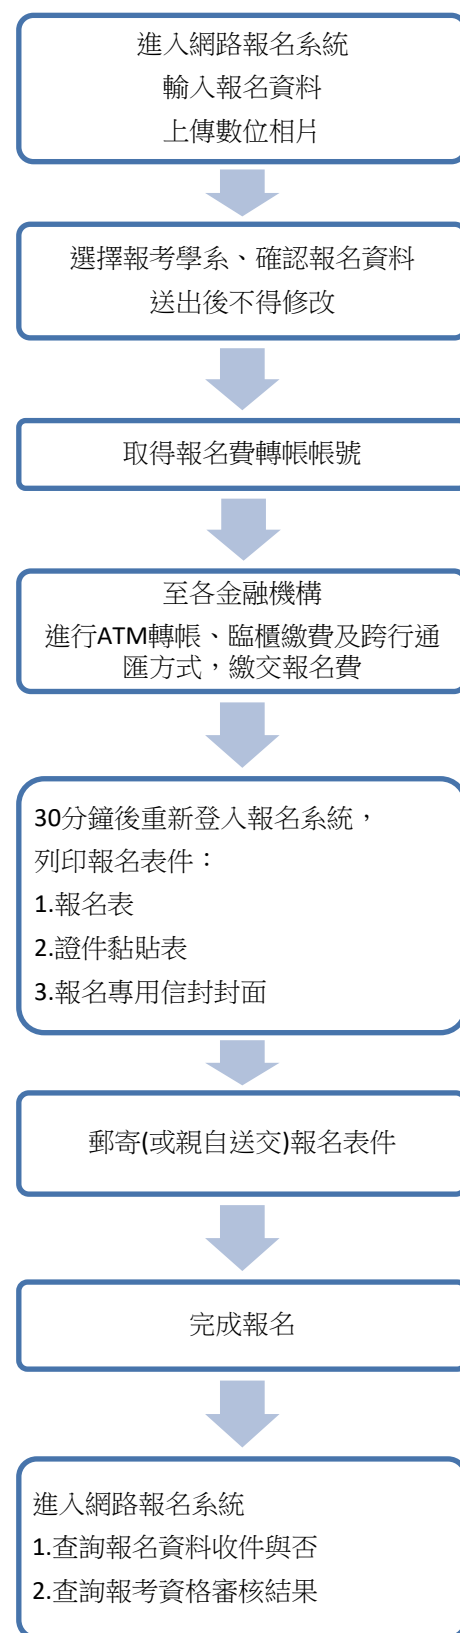 進入網路報名系統
輸入報名資料
上傳數位相片
選擇報考學系、確認報名資料
送出後不得修改
取得報名費轉帳帳號
至各金融機構
進行ATM轉帳、臨櫃繳費及跨行通
匯方式，繳交報名費
30分鐘後重新登入報名系統，
列印報名表件：
1.報名表
2.證件黏貼表
3.報名專用信封封面
郵寄(或親自送交)報名表件
完成報名
進入網路報名系統
1.查詢報名資料收件與否
2.查詢報考資格審核結果